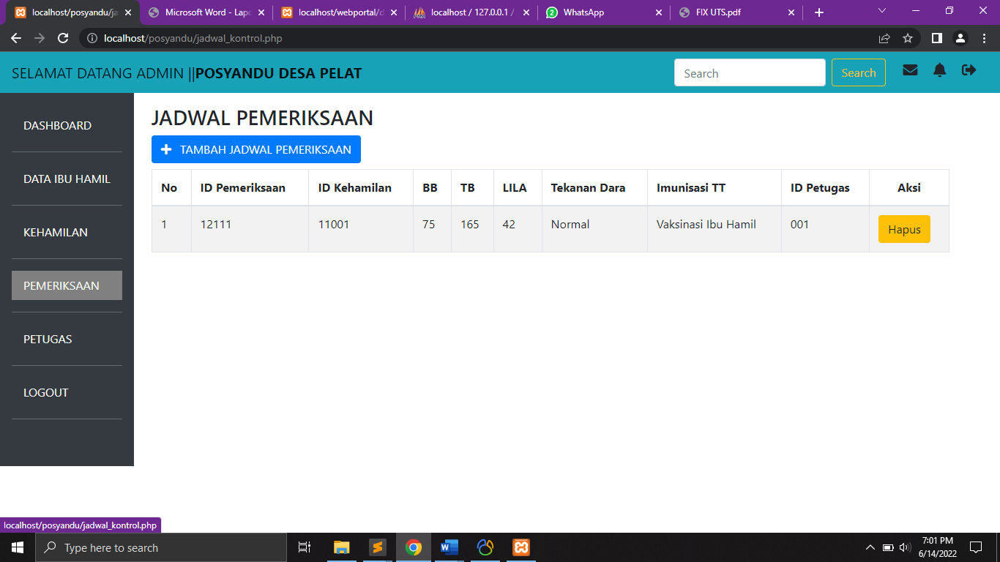 localhost/posyandu/ja
Microsoft Word - Lapo
localhost/webportal/d
localhost / 127.0.0.1 /
2 WhatsApp
FIX UTS.pdf
localhost/posyandu/jadwal_kontrol.php
SELAMAT DATANG ADMIN ||POSYANDU DESA PELAT
Search
Search
DASHBOARD
DATA IBU HAMIL
KEHAMILAN
PEMERIKSAAN
PETUGAS
LOGOUT
JADWAL PEMERIKSAAN
TAMBAH JADWAL PEMERIKSAAN
No ID Pemeriksaan ID Kehamilan BB TB LILA Tekanan Dara Imunisasi TT ID Petugas Aksi
1 12111 11001 75 165 42 Normal Vaksinasi Ibu Hamil 001 Hapus
localhost/posyandu/jadwal_kontrol.php
Type here to search
7:01 PM
6/14/2022